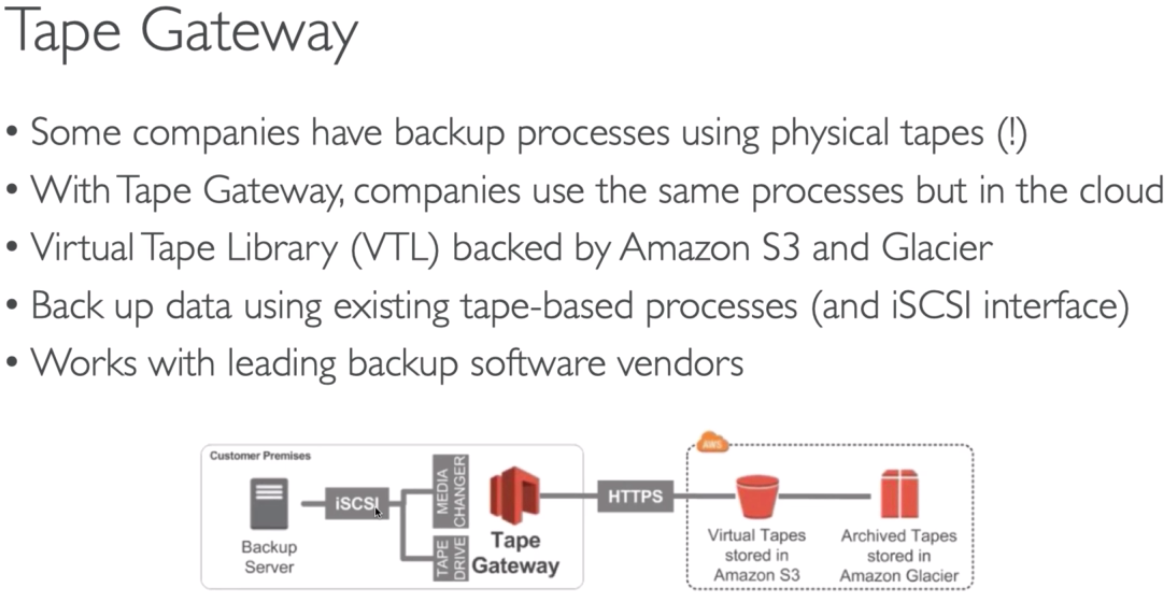 Tape Gateway
• Some companies have backup processes using physical tapes (!)
• With Tape Gateway, companies use the same processes but in the cloud
• Virtual Tape Library (VTL) backed by Amazon S3 and Glacier
• Back up data using existing tape-based processes (and iSCSI interface)
• Works with leading backup software vendors
Customer Premises
Backup
Server
iSCSI
MEDIA
CHANGER
TAPE
DRIVE
Tape
Gateway
HTTPS
AWS
Virtual Tapes
stored in
Amazon S3
Archived Tapes
stored in
Amazon Glacier